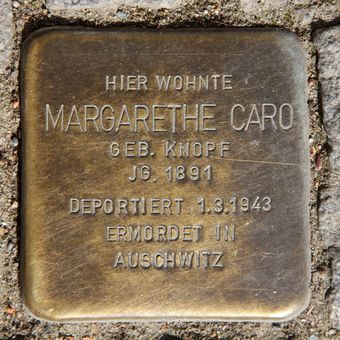 HIER WOHNTE
MARGARETHE CARO
GEB. KNOPF
JG. 1891
DEPORTIERT 1.3.1943
ERMORDET IN
AUSCHWITZ